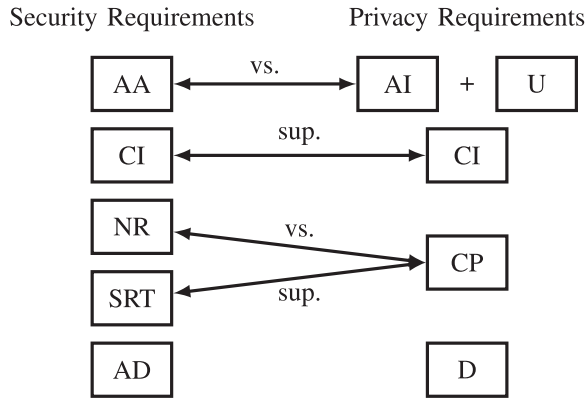 Security Requirements Privacy Requirements
AA vs. AI + U
CI sup. CI
NR vs.
CP
SRT sup.
AD D